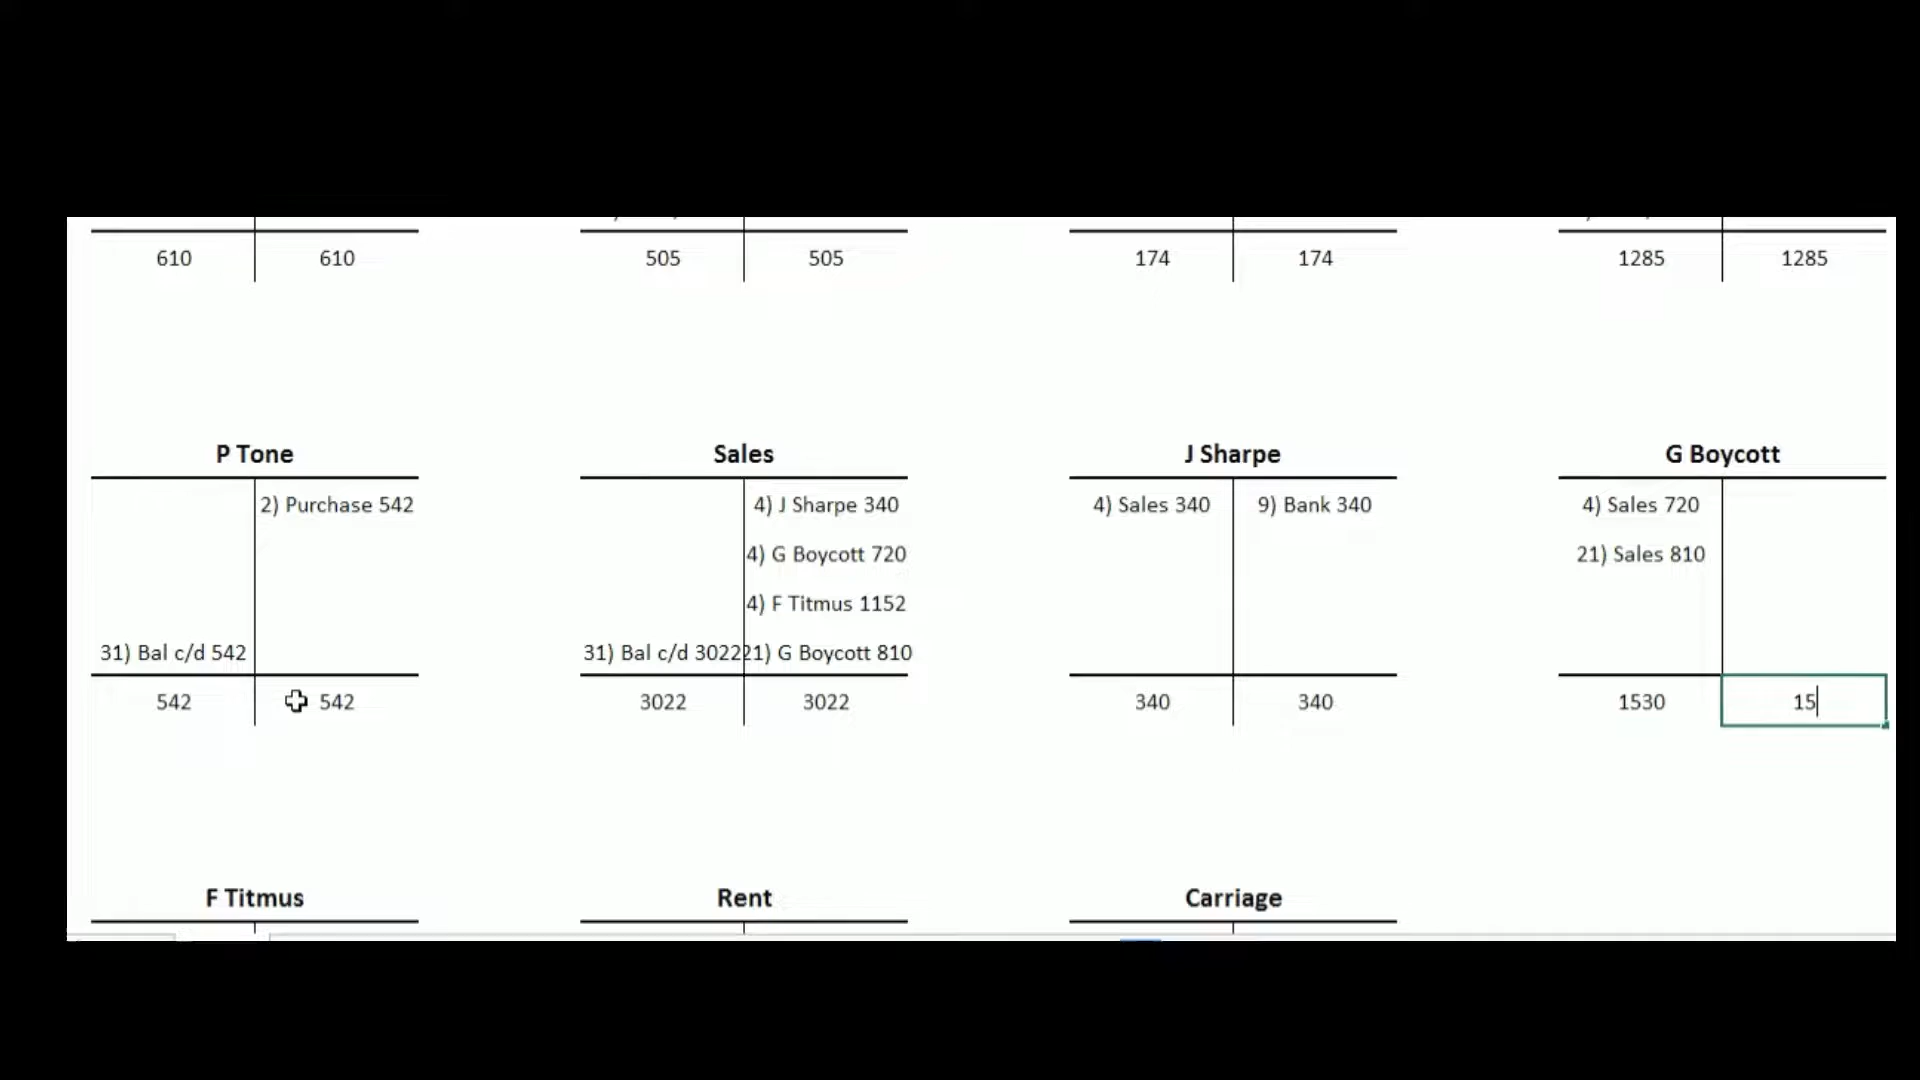 610 610 505 505 174 174 1285 1285
P Tone Sales J Sharpe G Boycott
2) Purchase 542 4) J Sharpe 340 4) Sales 340 9) Bank 340 4) Sales 720
4) G Boycott 720 21) Sales 810
4) F Titmus 1152
31) Bal c/d 542 31) Bal c/d 3022 21) G Boycott 810
542 542 3022 3022 340 340 1530 15
F Titmus Rent Carriage